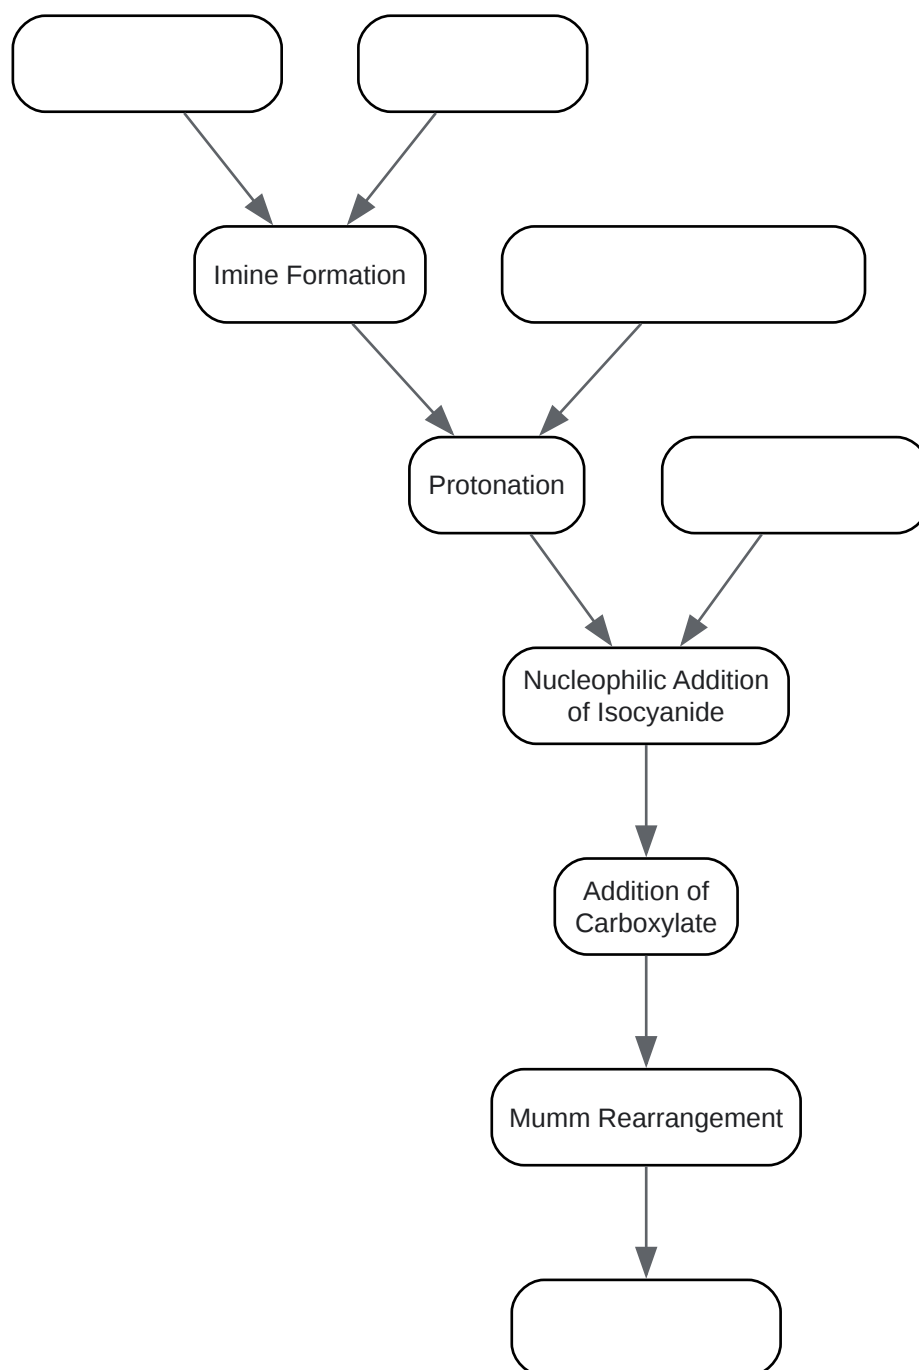 Imine Formation
Protonation
Nucleophilic Addition
of Isocyanide
Addition of
Carboxylate
Mumm Rearrangement